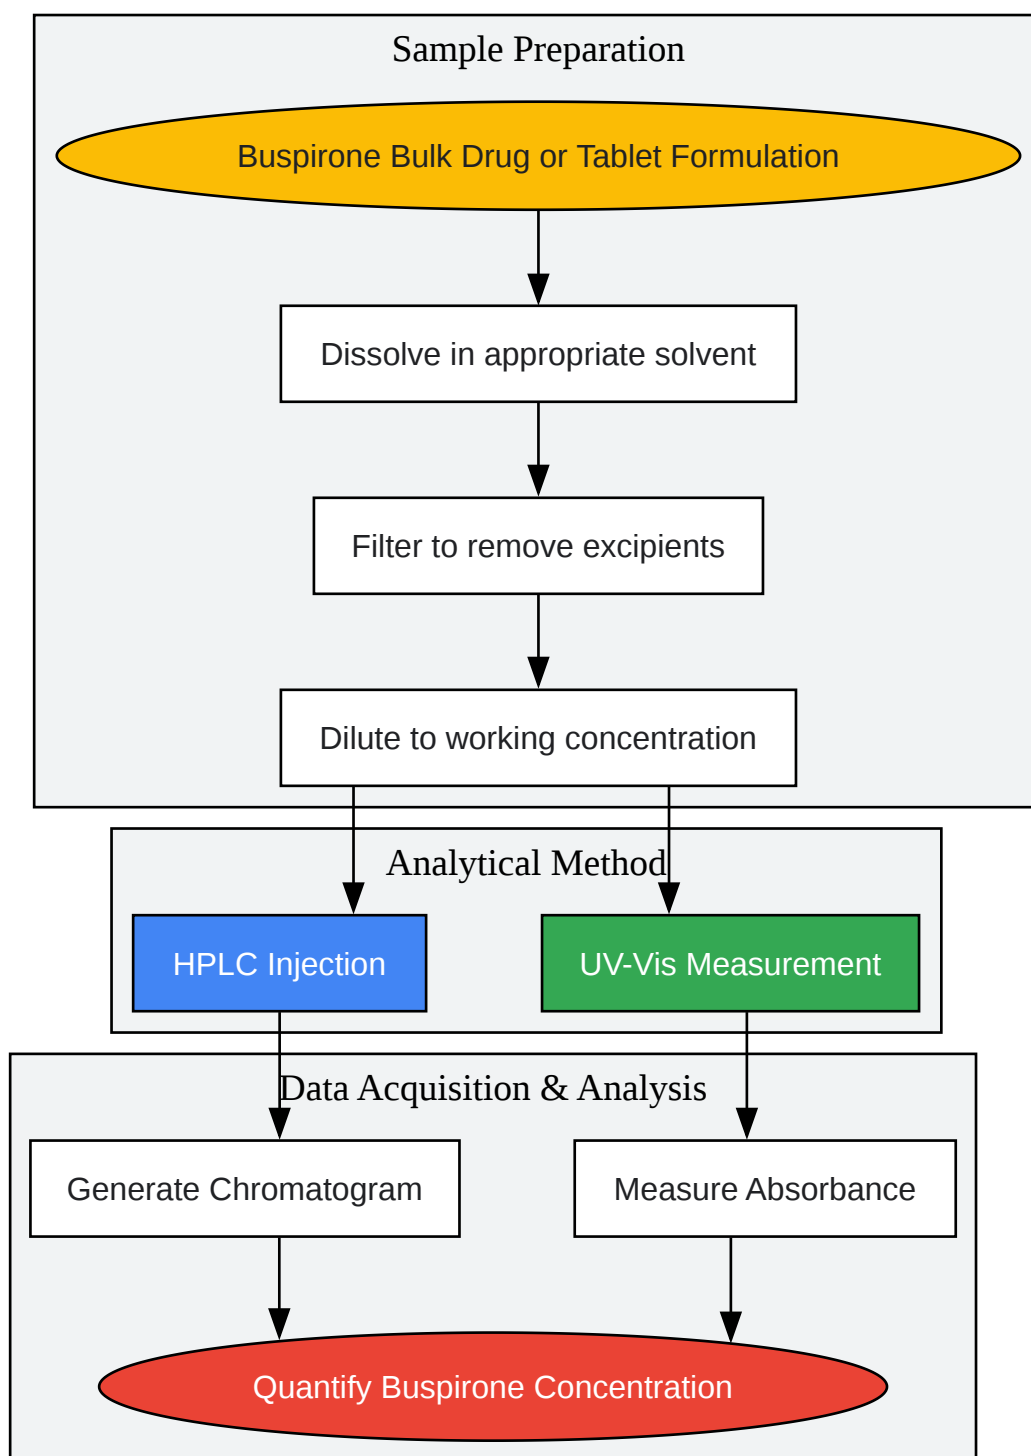 Sample Preparation
Buspirone Bulk Drug or Tablet Formulation
Dissolve in appropriate solvent
Filter to remove excipients
Dilute to working concentration
Analytical Method
HPLC Injection
UV-Vis Measurement
Data Acquisition & Analysis
Generate Chromatogram
Measure Absorbance
Quantify Buspirone Concentration